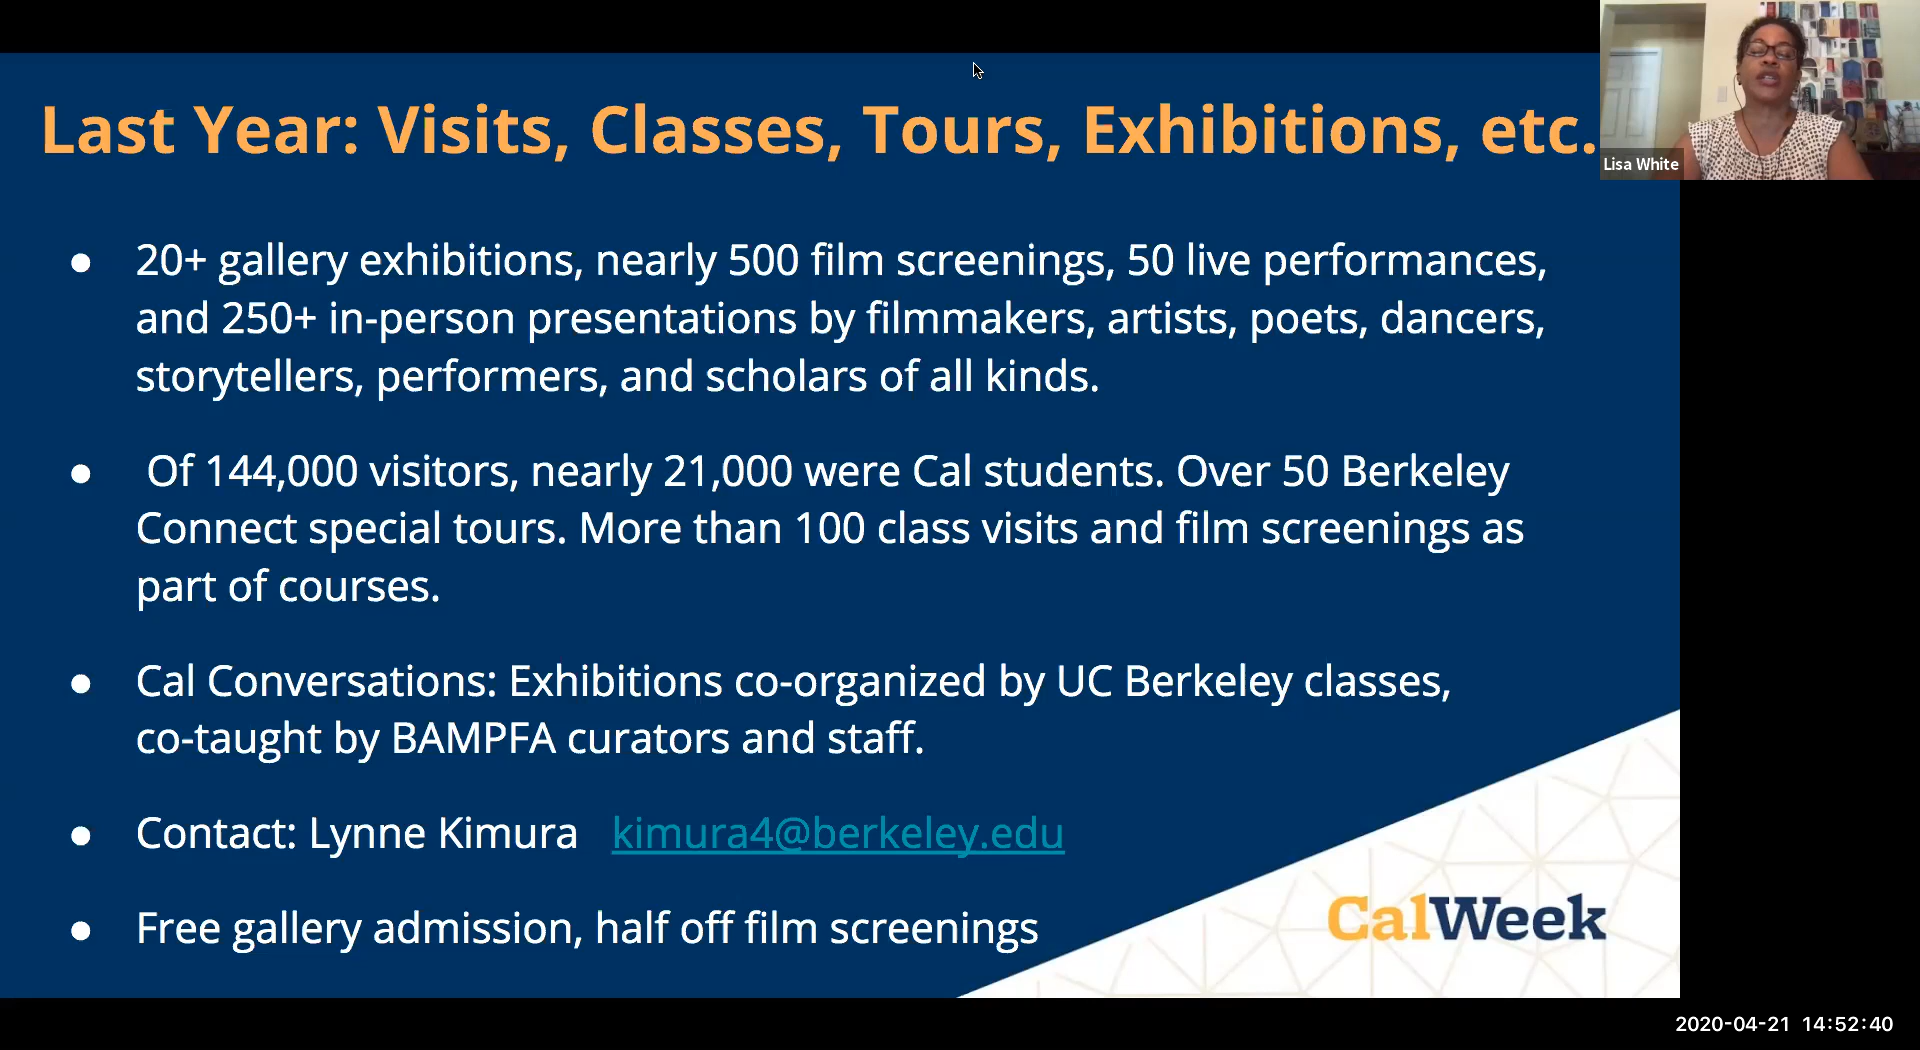 Last Year: Visits, Classes, Tours, Exhibitions, etc.
Lisa White
● 20+ gallery exhibitions, nearly 500 film screenings, 50 live performances,
and 250+ in-person presentations by filmmakers, artists, poets, dancers,
storytellers, performers, and scholars of all kinds.
● Of 144,000 visitors, nearly 21,000 were Cal students. Over 50 Berkeley
Connect special tours. More than 100 class visits and film screenings as
part of courses.
● Cal Conversations: Exhibitions co-organized by UC Berkeley classes,
co-taught by BAMPFA curators and staff.
● Contact: Lynne Kimura kimura4@berkeley.edu
● Free gallery admission, half off film screenings
CalWeek
2020-04-21 14:52:40